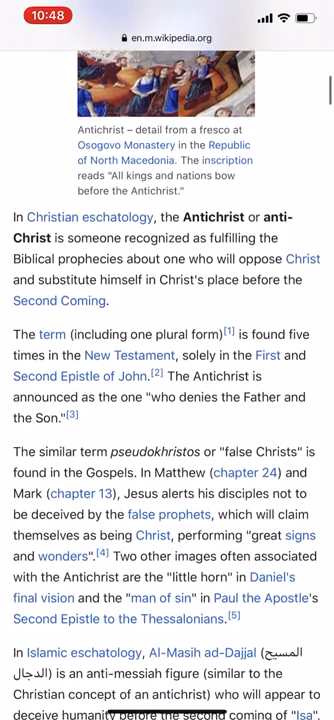 10:48
en.m.wikipedia.org
Antichrist – detail from a fresco at
Osogovo Monastery in the Republic
of North Macedonia. The inscription
reads "All kings and nations bow
before the Antichrist."
In Christian eschatology, the Antichrist or anti-
Christ is someone recognized as fulfilling the
Biblical prophecies about one who will oppose Christ
and substitute himself in Christ's place before the
Second Coming.
The term (including one plural form)[1] is found five
times in the New Testament, solely in the First and
Second Epistle of John.[2] The Antichrist is
announced as the one "who denies the Father and
the Son."[3]
The similar term pseudokhristos or "false Christs" is
found in the Gospels. In Matthew (chapter 24) and
Mark (chapter 13), Jesus alerts his disciples not to
be deceived by the false prophets, which will claim
themselves as being Christ, performing "great signs
and wonders".[4] Two other images often associated
with the Antichrist are the "little horn" in Daniel's
final vision and the "man of sin" in Paul the Apostle's
Second Epistle to the Thessalonians.[5]
In Islamic eschatology, Al-Masih ad-Dajjal (المسيح
الدجال) is an anti-messiah figure (similar to the
Christian concept of an antichrist) who will appear to
deceive humanity before the second coming of "Isa",